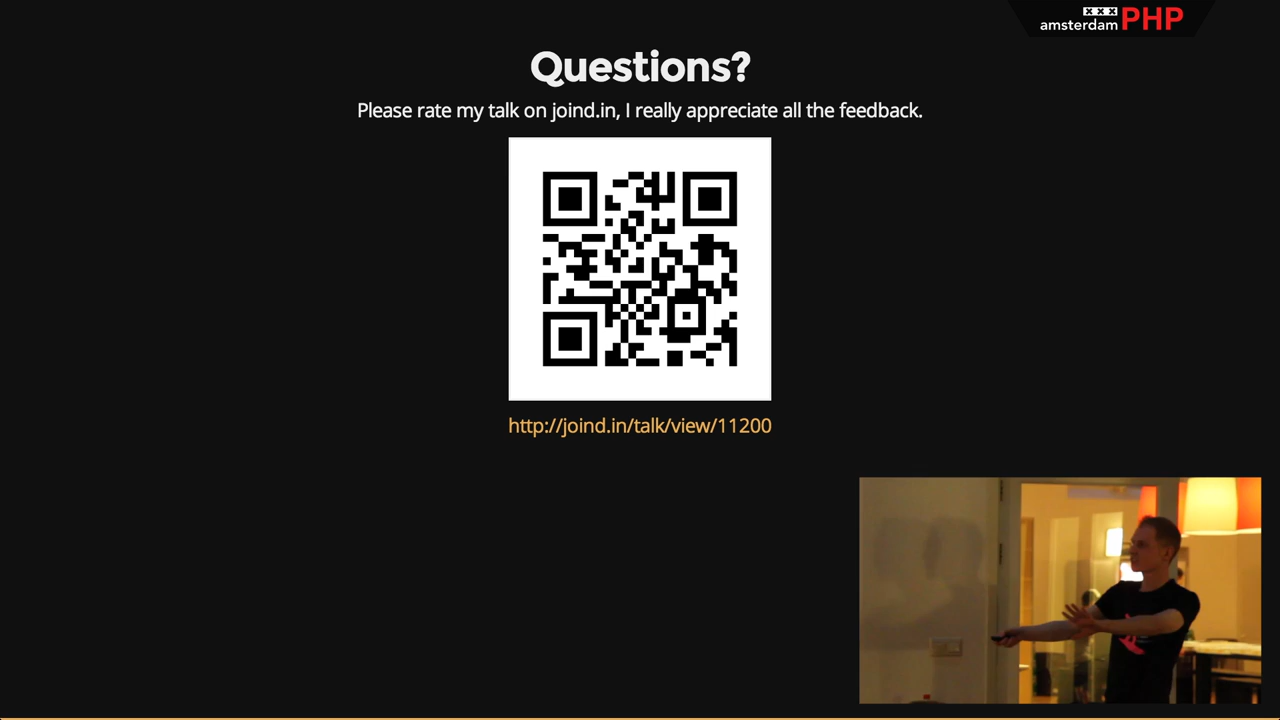 xxx
amsterdamPHP
Questions?
Please rate my talk on joind.in, I really appreciate all the feedback.
http://joind.in/talk/view/11200